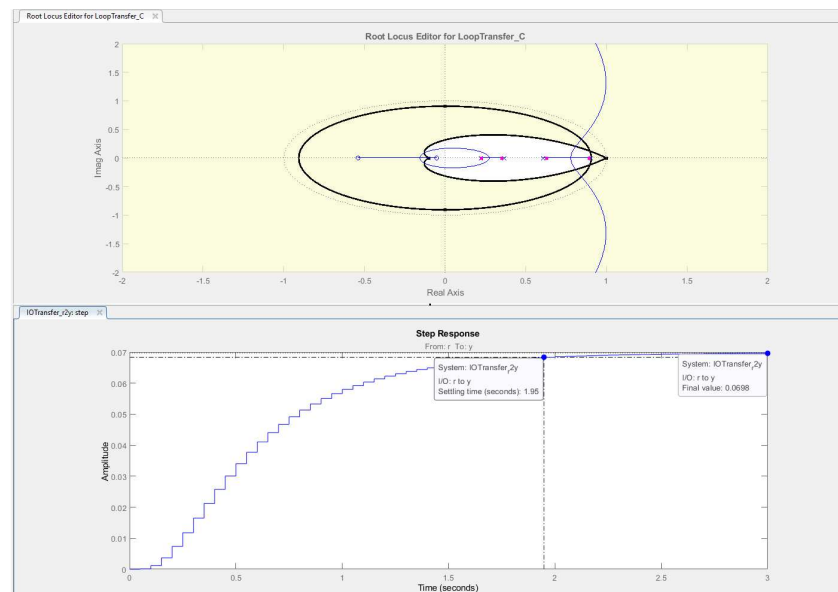 Root Locus Editor for LoopTransfer_C
Root Locus Editor for LoopTransfer_C
2
1.5
1
0.5
0
-0.5
-1
-1.5
-2
Imag Axis
-2 -1.5 -1 -0.5 0 0.5 1 1.5 2
Real Axis
IOTransfer_r2y: step
Step Response
From: r To: y
0.07
0.06
0.05
0.04
0.03
0.02
0.01
0
Amplitude
System: IOTransfer_r2y
I/O: r to y
Settling time (seconds): 1.95
System: IOTransfer_r2y
I/O: r to y
Final value: 0.0698
0 0.5 1 1.5 2 2.5 3
Time (seconds)